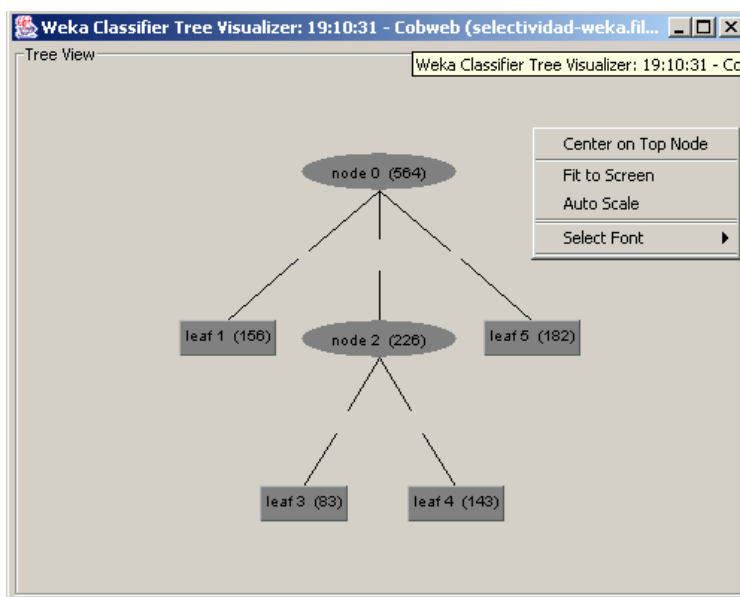 Weka Classifier Tree Visualizer: 19:10:31 - Cobweb (selectividad-weka.fil...
Tree View
Weka Classifier Tree Visualizer: 19:10:31 - Co
Center on Top Node
node 0 (564)
Fit to Screen
Auto Scale
Select Font
leaf 1 (156)
node 2 (226)
leaf 5 (182)
leaf 3 (83)
leaf 4 (143)